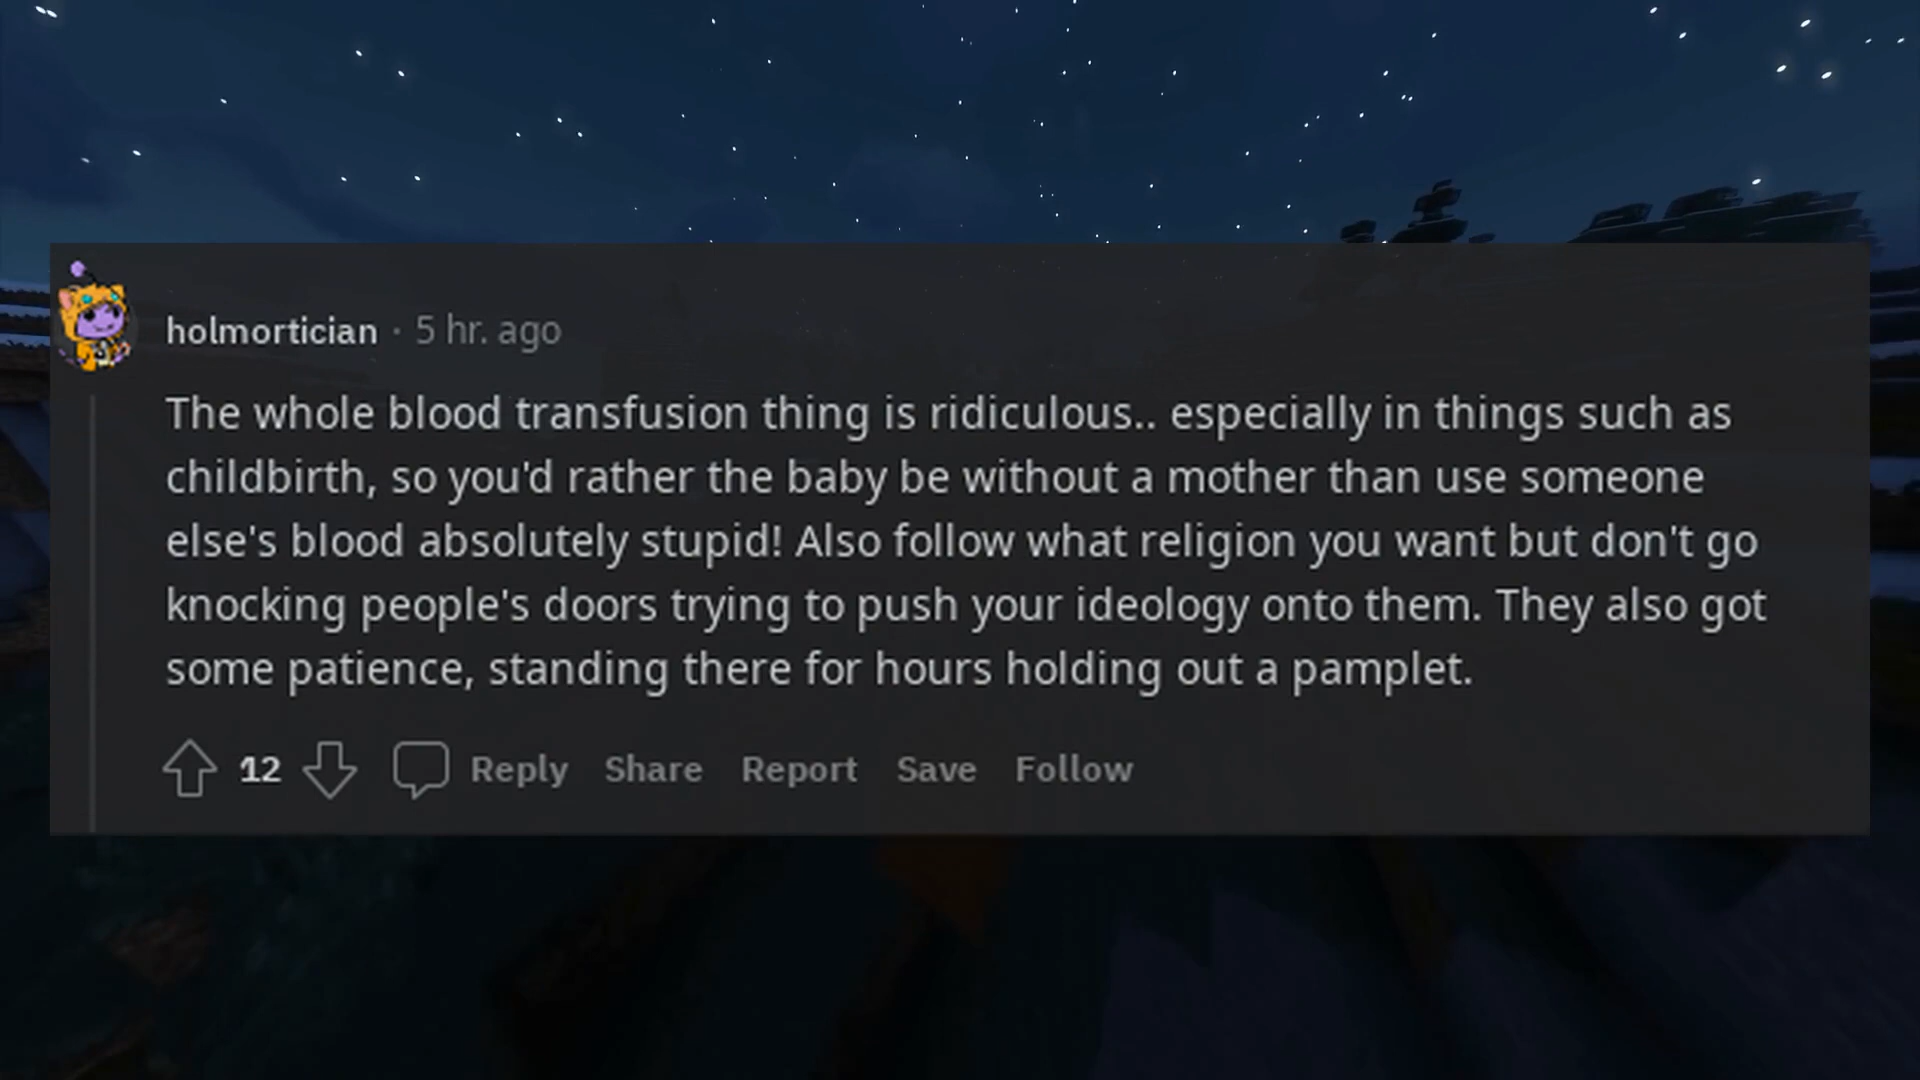 holmortician · 5 hr. ago
The whole blood transfusion thing is ridiculous.. especially in things such as
childbirth, so you'd rather the baby be without a mother than use someone
else's blood absolutely stupid! Also follow what religion you want but don't go
knocking people's doors trying to push your ideology onto them. They also got
some patience, standing there for hours holding out a pamplet.
12 Reply Share Report Save Follow